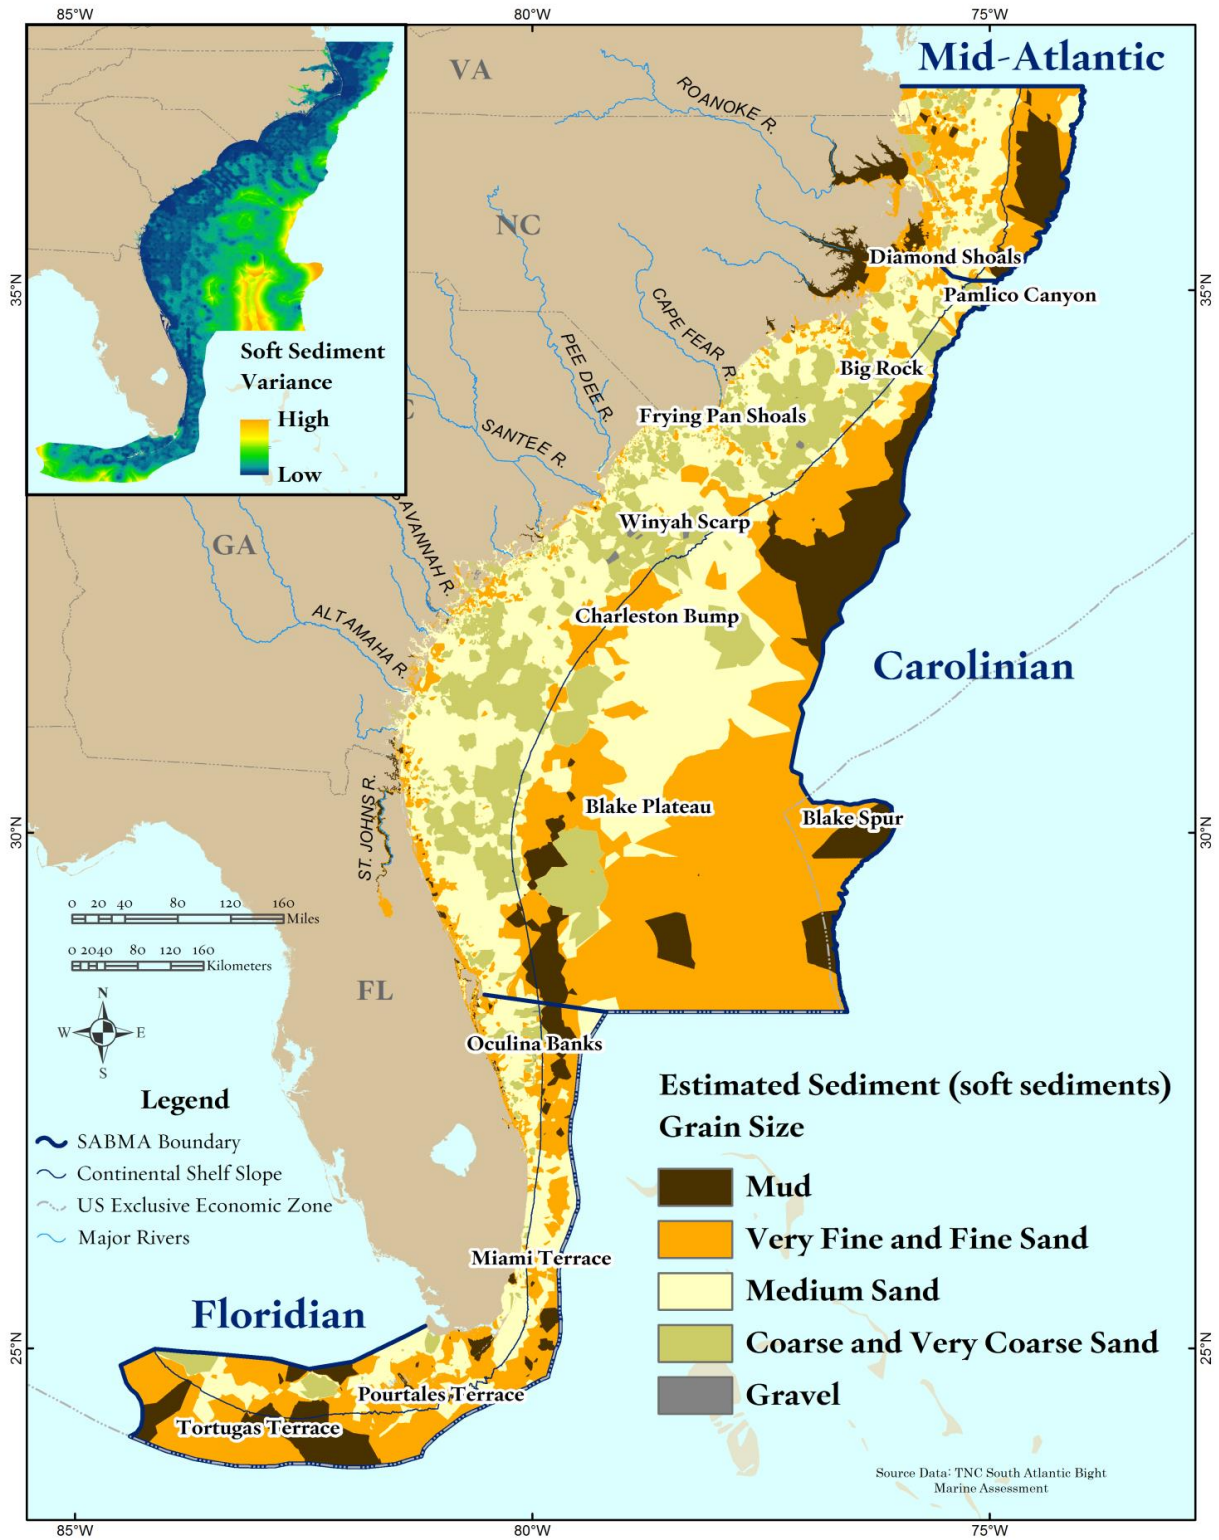 85°W
80°W
75°W
Mid-Atlantic
VA
ROANOKE R.
NC
Diamond Shoals
35°N
35°N
Pamlico Canyon
CAPE FEAR R.
PEE DEE R.
Big Rock
Soft Sediment
Variance
High
Low
Frying Pan Shoals
SANTEE R.
SAVANNAH R.
Winyah Scarp
GA
ALTAMAHA R.
Charleston Bump
Carolinian
ST. JOHNS R.
Blake Plateau
Blake Spur
30°N
30°N
0 20 40 80 120 160
Miles
0 20 40 80 120 160
Kilometers
FL
N
W E
S
Oculina Banks
Legend
SABMA Boundary
Continental Shelf Slope
US Exclusive Economic Zone
Major Rivers
Estimated Sediment (soft sediments)
Grain Size
Mud
Very Fine and Fine Sand
Medium Sand
Coarse and Very Coarse Sand
Gravel
Miami Terrace
Floridian
25°N
25°N
Pourtales Terrace
Tortugas Terrace
Source Data: TNC South Atlantic Bight
Marine Assessment
85°W
80°W
75°W